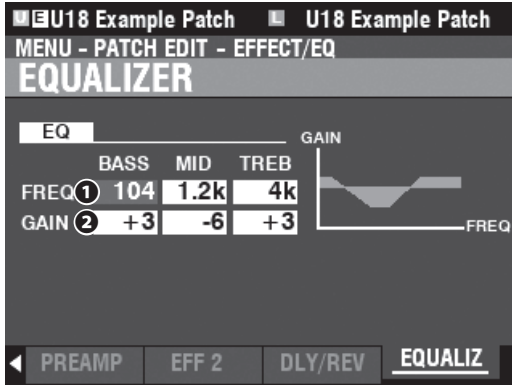 U E U18 Example Patch L U18 Example Patch
MENU - PATCH EDIT - EFFECT/EQ
EQUALIZER
EQ
GAIN
BASS MID TREB
FREQ 1 104 1.2k 4k
GAIN 2 +3 -6 +3
FREQ
PREAMP EFF 2 DLY/REV EQUALIZ